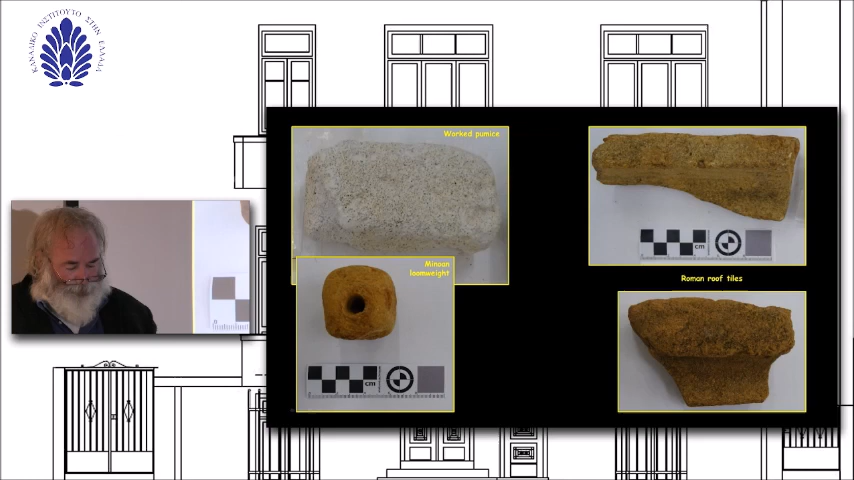 ΚΑΝΑΔΙΚΟ ΙΝΣΤΙΤΟΥΤΟ ΣΤΗΝ ΕΛΛΑΔΑ
Worked pumice
Minoan
loomweight
cm
cm
Roman roof tiles